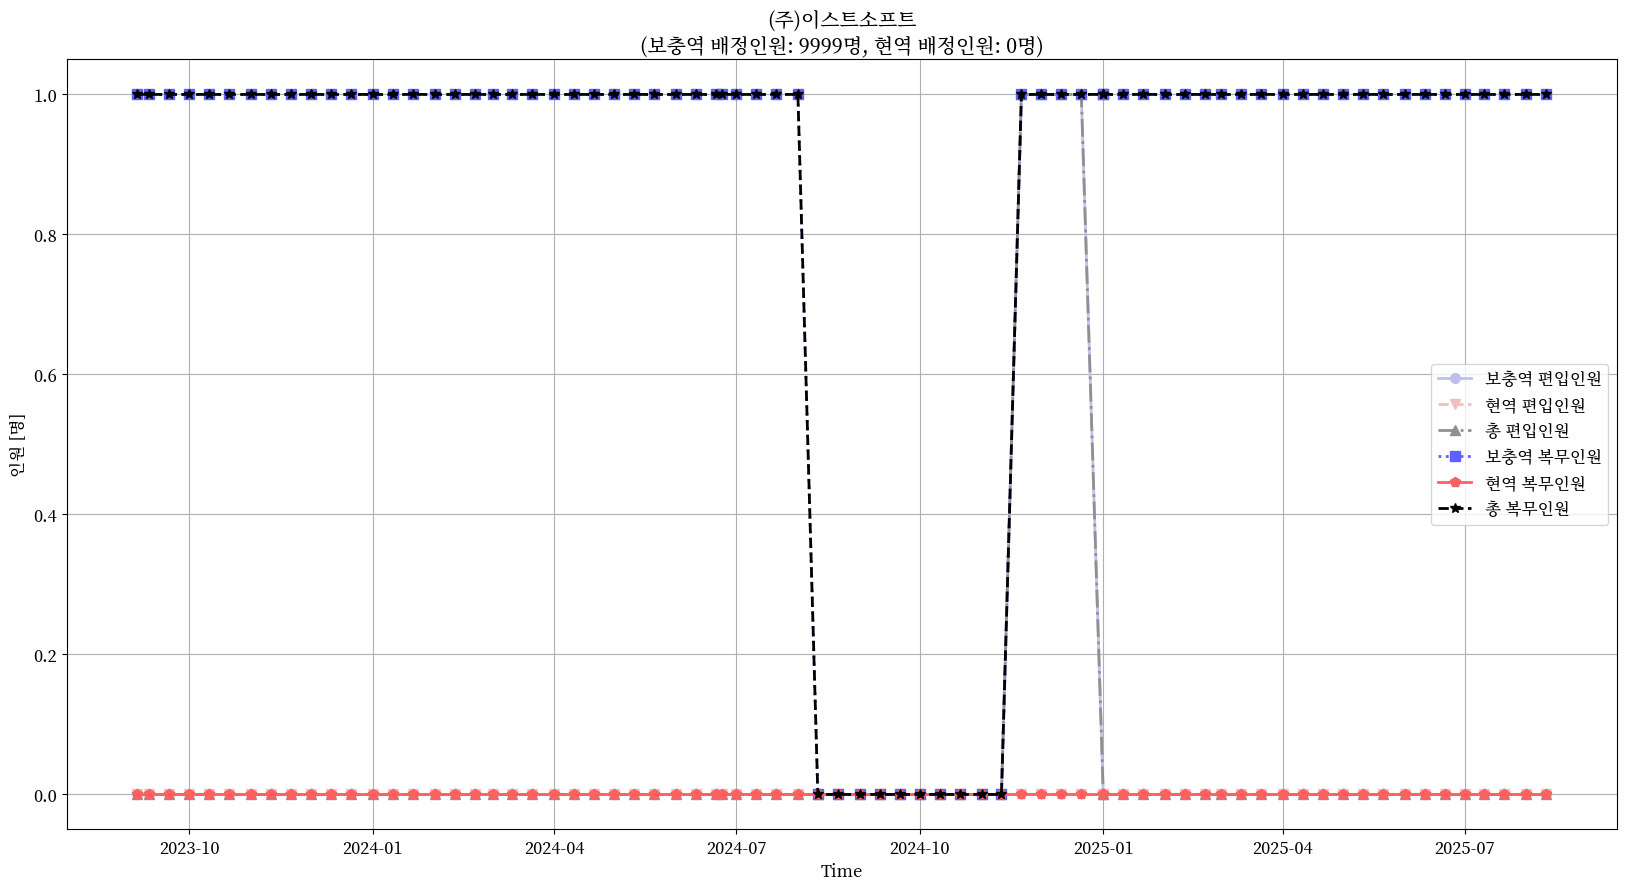 (주)이스트소프트
(보충역 배정인원: 9999명, 현역 배정인원: 0명)
인원 [명]
1.0
0.8
0.6
0.4
0.2
0.0
보충역 편입인원
현역 편입인원
총 편입인원
보충역 복무인원
현역 복무인원
총 복무인원
2023-10 2024-01 2024-04 2024-07 2024-10 2025-01 2025-04 2025-07
Time